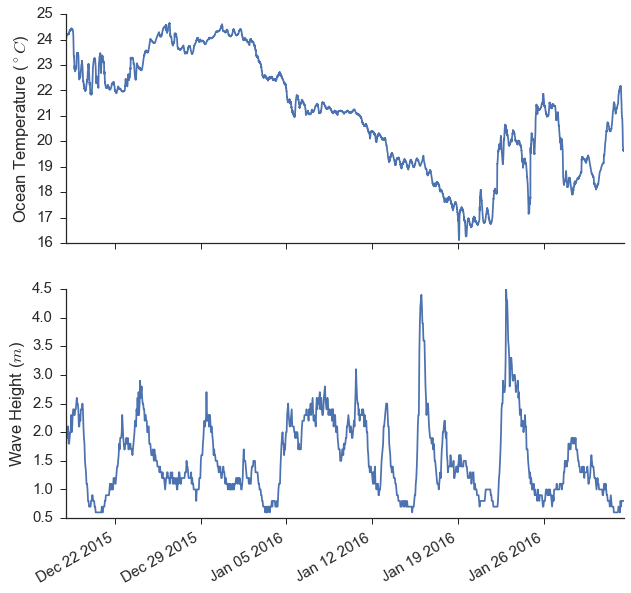 25
24
23
22
21
20
19
18
17
16
Ocean Temperature (°C)
4.5
4.0
3.5
3.0
2.5
2.0
1.5
1.0
0.5
Wave Height (m)
Dec 22 2015
Dec 29 2015
Jan 05 2016
Jan 12 2016
Jan 19 2016
Jan 26 2016